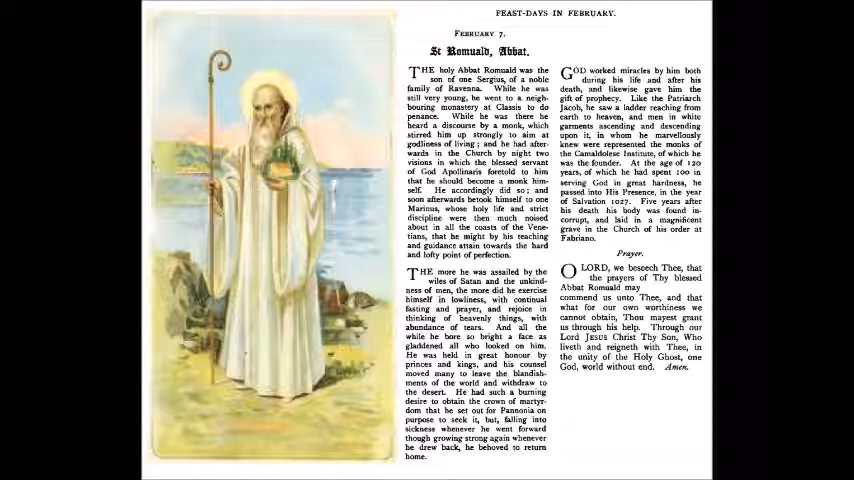 FEAST-DAYS IN FEBRUARY.
FEBRUARY 7.
St Romuald, Abbat.
THE holy Abbat Romuald was the
son of one Sergius, of a noble
family of Ravenna. While he was
still very young, he went to a neigh-
bouring monastery at Classis to do
penance. While he was there he
heard a discourse by a monk, which
stirred him up strongly to aim at
godliness of living; and he had after-
wards in the Church by night two
visions in which the blessed servant
of God Apollinaris foretold to him
that he should become a monk him-
self. He accordingly did so; and
soon afterwards betook himself to one
Marinus, whose holy life and strict
discipline were then much noised
about in all the coasts of the Vene-
tians, that he might by his teaching
and guidance attain towards the hard
and lofty point of perfection.
THE more he was assailed by the
wiles of Satan and the unkind-
ness of men, the more did he exercise
himself in lowliness, with continual
fasting and prayer, and rejoice in
thinking of heavenly things, with
abundance of tears. And all the
while he bore so bright a face as
gladdened all who looked on him.
He was held in great honour by
princes and kings, and his counsel
moved many to leave the blandish-
ments of the world and withdraw to
the desert. He had such a burning
desire to obtain the crown of martyr-
dom that he set out for Pannonia on
purpose to seek it, but, falling into
sickness whenever he went forward
though growing strong again whenever
he drew back, he behoved to return
home.
GOD worked miracles by him both
during his life and after his
death, and likewise gave him the
gift of prophecy. Like the Patriarch
Jacob, he saw a ladder reaching from
earth to heaven, and men in white
garments ascending and descending
upon it, in whom he marvellously
knew were represented the monks of
the Camaldolese Institute, of which he
was the founder. At the age of 120
years, of which he had spent 100 in
serving God in great hardness, he
passed into His Presence, in the year
of Salvation 1027. Five years after
his death his body was found in-
corrupt, and laid in a magnificent
grave in the Church of his order at
Fabriano.
Prayer.
O LORD, we beseech Thee, that
the prayers of Thy blessed
Abbat Romuald may
commend us unto Thee, and that
what for our own worthiness we
cannot obtain, Thou mayest grant
us through his help. Through our
Lord JESUS Christ Thy Son, Who
liveth and reigneth with Thee, in
the unity of the Holy Ghost, one
God, world without end. Amen.